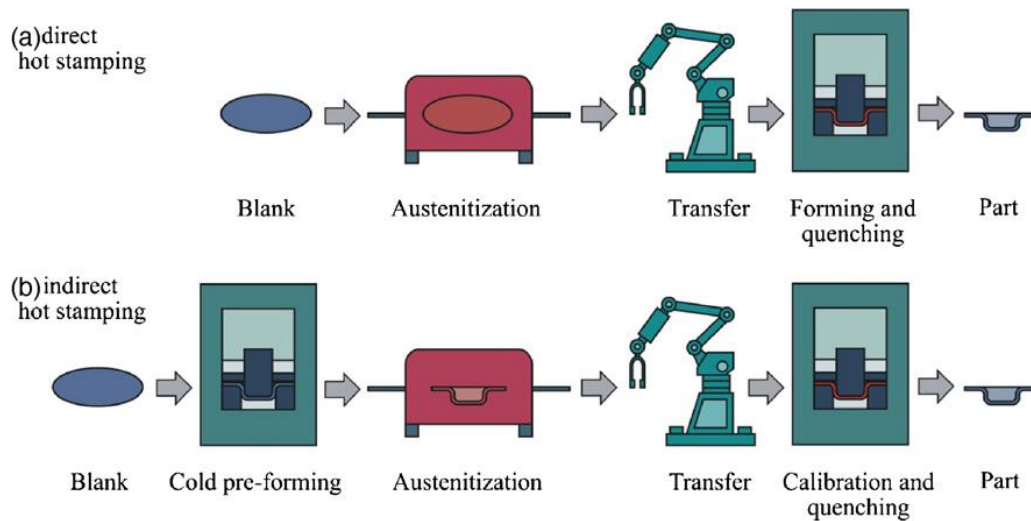 (a)direct
hot stamping
Blank
Austenitization
Transfer
Forming and
quenching
Part
(b)indirect
hot stamping
Blank
Cold pre-forming
Austenitization
Transfer
Calibration and
quenching
Part